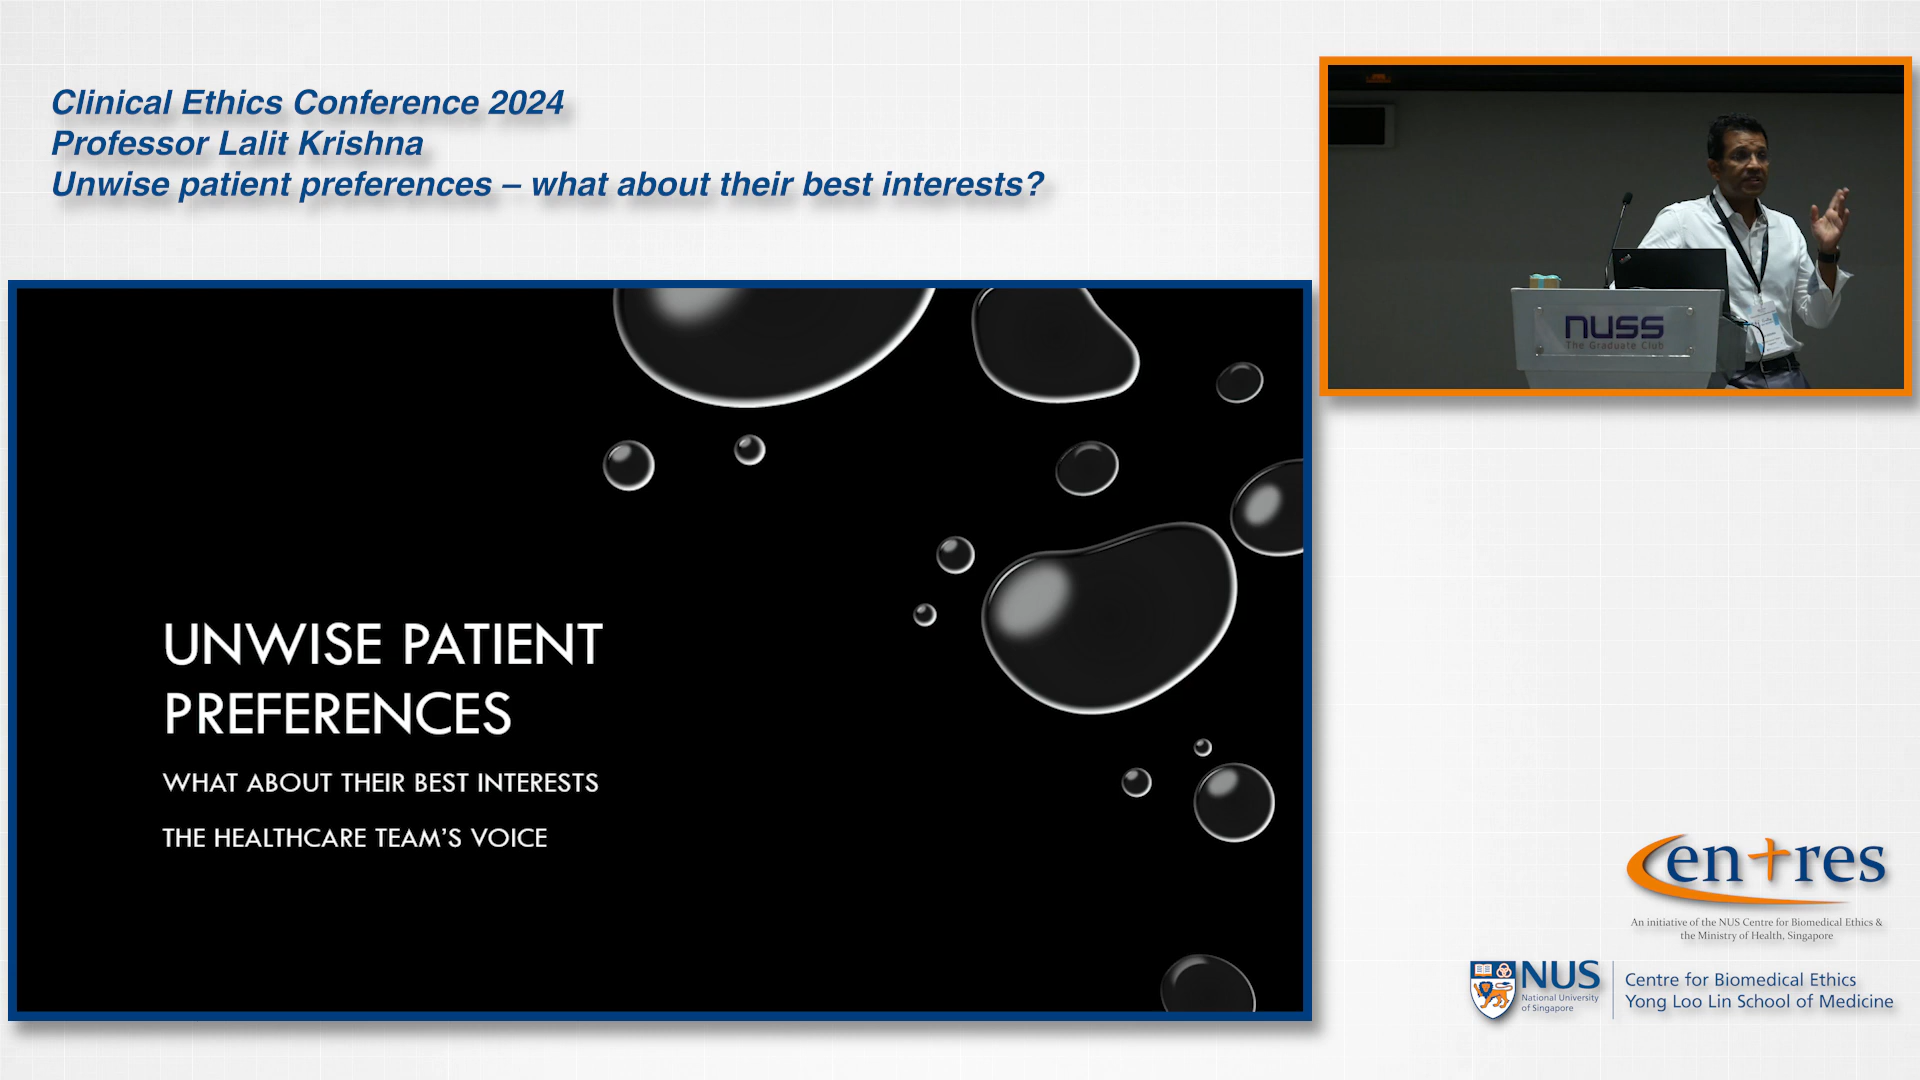 Clinical Ethics Conference 2024
Professor Lalit Krishna
Unwise patient preferences – what about their best interests?
nuss
The Graduate Club
UNWISE PATIENT
PREFERENCES
WHAT ABOUT THEIR BEST INTERESTS
THE HEALTHCARE TEAM'S VOICE
Centres
An initiative of the NUS Centre for Biomedical Ethics &
the Ministry of Health, Singapore
NUS
National University
of Singapore
Centre for Biomedical Ethics
Yong Loo Lin School of Medicine